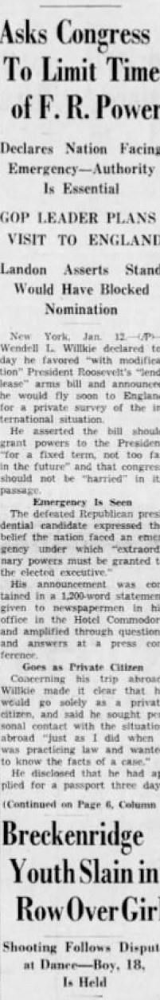 Asks Congress
To Limit Time
of F. R. Power
Declares Nation Facing
Emergency—Authority
Is Essential
GOP LEADER PLANS
VISIT TO ENGLAND
Landon Asserts Stand
Would Have Blocked
Nomination
New York, Jan. 12.—(AP)—
Wendell L. Willkie declared to
day he favored "with modifica
tion" President Roosevelt's "lend
lease" arms bill and announce
he would fly soon to Englan
for a private survey of the in
ternational situation.
He asserted the bill shoul
grant powers to the Presiden
"for a fixed term, not too fa
in the future" and that congres
should not be "harried" in it
passage.
Emergency Is Seen
The defeated Republican pres
dential candidate expressed th
belief the nation faced an emer
gency under which "extraord
nary powers must be granted t
the elected executive."
His announcement was con
tained in a 1,200-word statemen
given to newspapermen in hi
office in the Hotel Commodor
and amplified through question
and answers at a press con
ference.
Goes as Private Citizen
Concerning his trip abroad
Willkie made it clear that h
would go solely as a privat
citizen, and said he sought per
sonal contact with the situatio
abroad "just as I did when
was practicing law and wante
to know the facts of a case."
He disclosed that he had ap
plied for a passport three day
(Continued on Page 6, Column
Breckenridge
Youth Slain in
Row Over Girl
Shooting Follows Disput
at Dance—Boy, 18,
Is Held